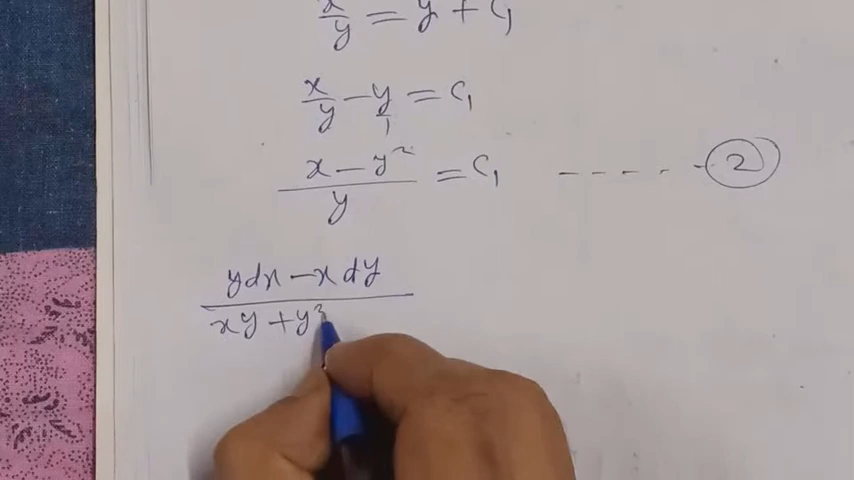 x/y = y + C₁
x/y - y/1 = C₁
(x - y²)/y = C₁ ----- ②
(ydx - xdy)/(xy + y³